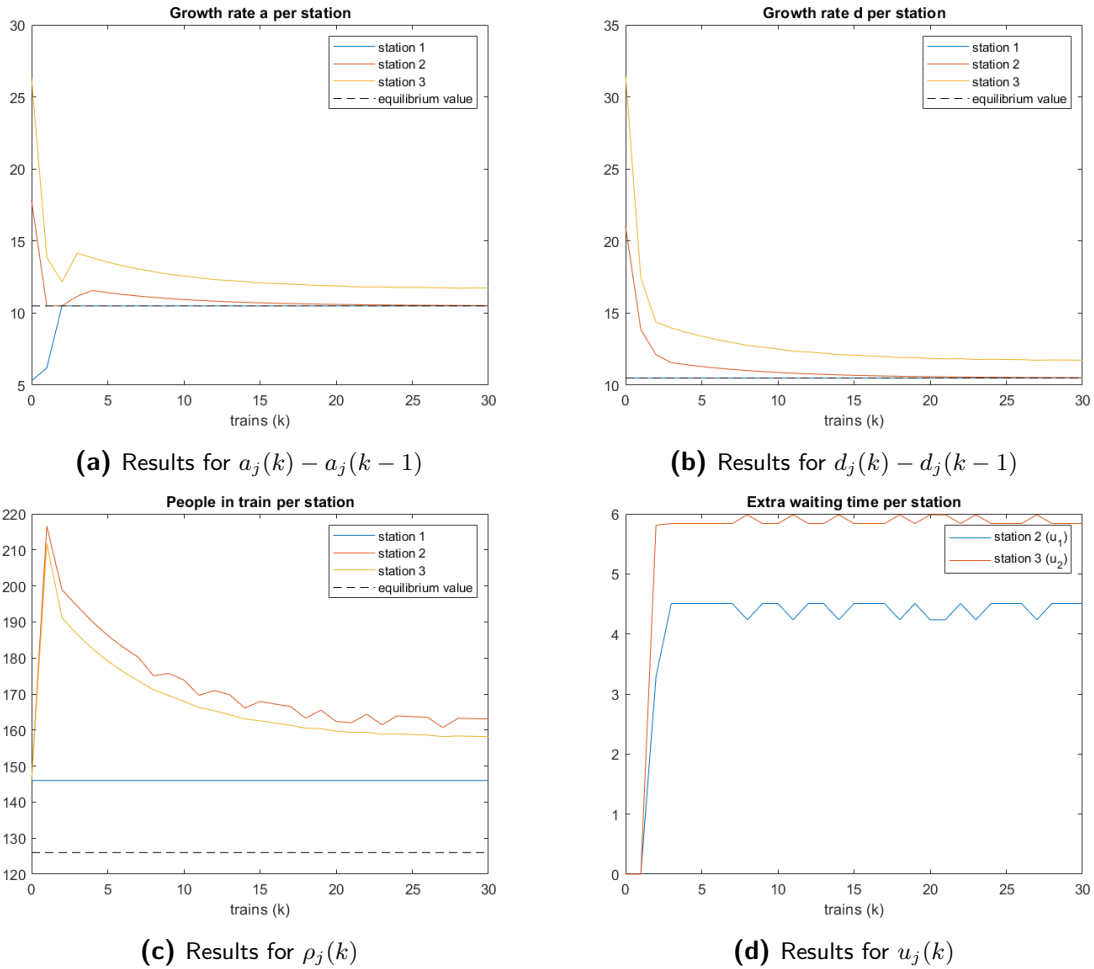 Growth rate a per station
30
25
20
15
10
5
0 5 10 15 20 25 30
trains (k)
station 1
station 2
station 3
equilibrium value
(a) Results for a_j(k) − a_j(k − 1)
Growth rate d per station
35
30
25
20
15
10
0 5 10 15 20 25 30
trains (k)
station 1
station 2
station 3
equilibrium value
(b) Results for d_j(k) − d_j(k − 1)
People in train per station
220
210
200
190
180
170
160
150
140
130
120
0 5 10 15 20 25 30
trains (k)
station 1
station 2
station 3
equilibrium value
(c) Results for ρ_j(k)
Extra waiting time per station
6
5
4
3
2
1
0
0 5 10 15 20 25 30
trains (k)
station 2 (u_1)
station 3 (u_2)
(d) Results for u_j(k)